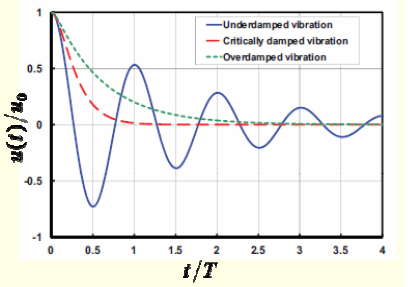 Underdamped vibration
Critically damped vibration
Overdamped vibration
u(t)/u₀
1
0.5
0
-0.5
-1
0 0.5 1 1.5 2 2.5 3 3.5 4
t/T